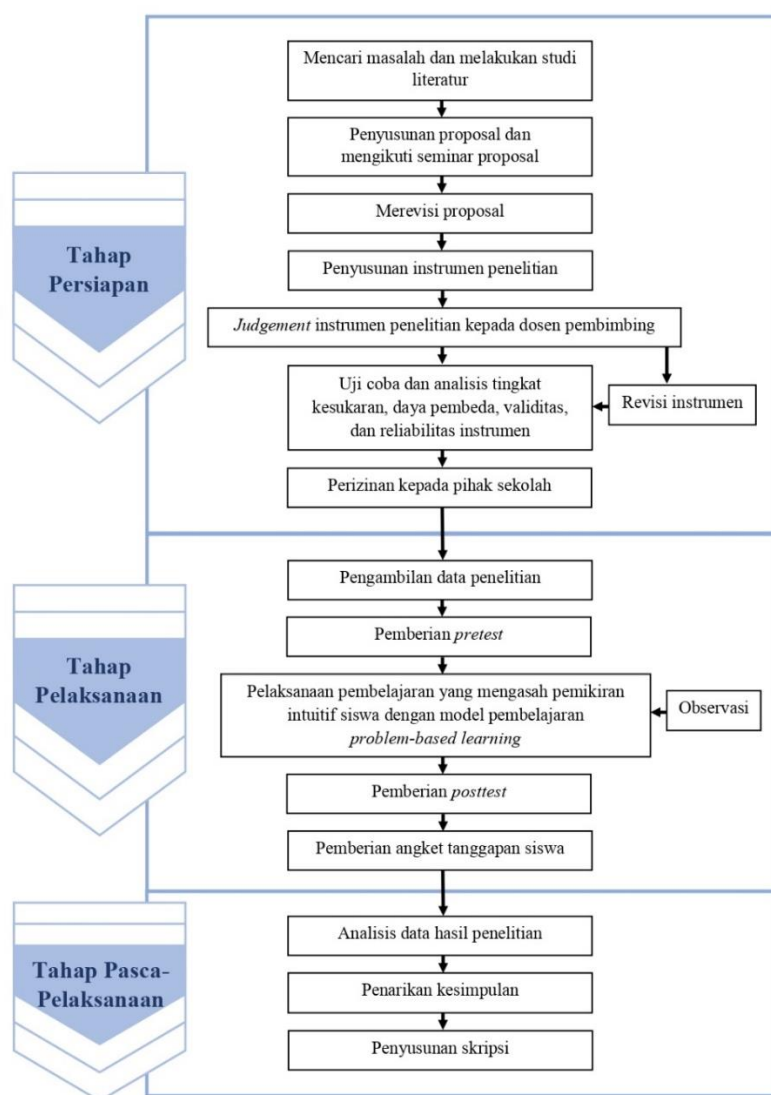 Mencari masalah dan melakukan studi
literatur
Penyusunan proposal dan
mengikuti seminar proposal
Merevisi proposal
Tahap
Persiapan
Penyusunan instrumen penelitian
Judgement instrumen penelitian kepada dosen pembimbing
Uji coba dan analisis tingkat
kesukaran, daya pembeda, validitas,
dan reliabilitas instrumen
Revisi instrumen
Perizinan kepada pihak sekolah
Pengambilan data penelitian
Pemberian pretest
Tahap
Pelaksanaan
Pelaksanaan pembelajaran yang mengasah pemikiran
intuitif siswa dengan model pembelajaran
problem-based learning
Observasi
Pemberian posttest
Pemberian angket tanggapan siswa
Analisis data hasil penelitian
Tahap Pasca-
Pelaksanaan
Penarikan kesimpulan
Penyusunan skripsi